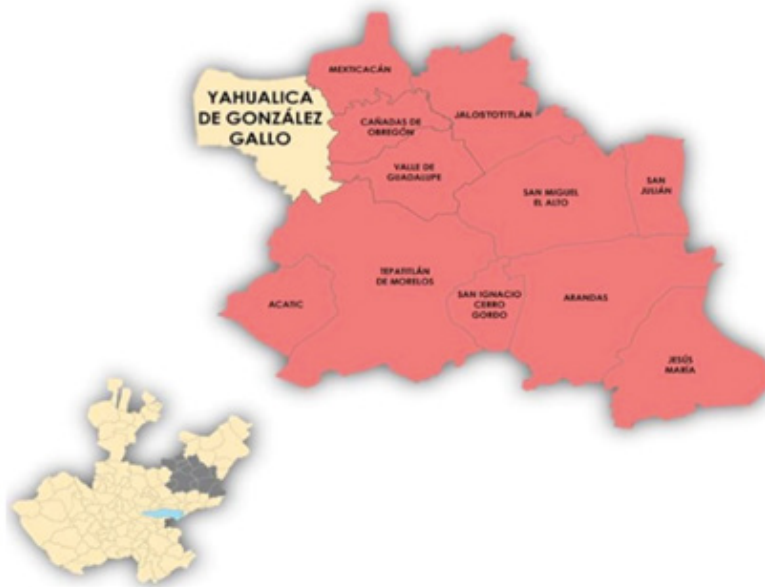 MEXTICACÁN
YAHUALICA
DE GONZÁLEZ
GALLO
CAÑADAS DE
OBREGÓN
JALOSTOTITLÁN
VALLE DE
GUADALUPE
SAN MIGUEL
EL ALTO
SAN
JULIÁN
TEPATITLÁN
DE MORELOS
ACATIC
SAN IGNACIO
CERRO
GORDO
ARANDAS
JESÚS
MARÍA